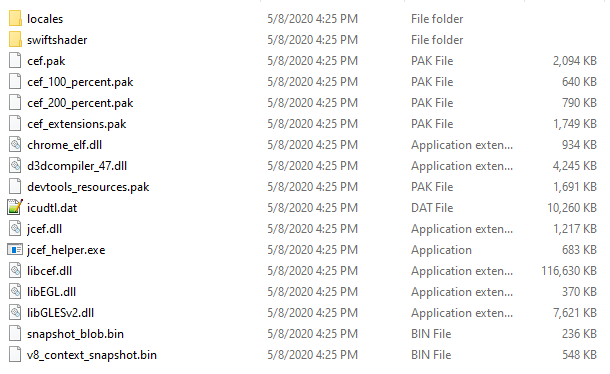 locales 5/8/2020 4:25 PM File folder
swiftshader 5/8/2020 4:25 PM File folder
cef.pak 5/8/2020 4:25 PM PAK File 2,094 KB
cef_100_percent.pak 5/8/2020 4:25 PM PAK File 640 KB
cef_200_percent.pak 5/8/2020 4:25 PM PAK File 790 KB
cef_extensions.pak 5/8/2020 4:25 PM PAK File 1,749 KB
chrome_elf.dll 5/8/2020 4:25 PM Application exten... 934 KB
d3dcompiler_47.dll 5/8/2020 4:25 PM Application exten... 4,245 KB
devtools_resources.pak 5/8/2020 4:25 PM PAK File 1,691 KB
icudtl.dat 5/8/2020 4:25 PM DAT File 10,260 KB
jcef.dll 5/8/2020 4:25 PM Application exten... 1,217 KB
jcef_helper.exe 5/8/2020 4:25 PM Application 683 KB
libcef.dll 5/8/2020 4:25 PM Application exten... 116,630 KB
libEGL.dll 5/8/2020 4:25 PM Application exten... 370 KB
libGLESv2.dll 5/8/2020 4:25 PM Application exten... 7,621 KB
snapshot_blob.bin 5/8/2020 4:25 PM BIN File 236 KB
v8_context_snapshot.bin 5/8/2020 4:25 PM BIN File 548 KB